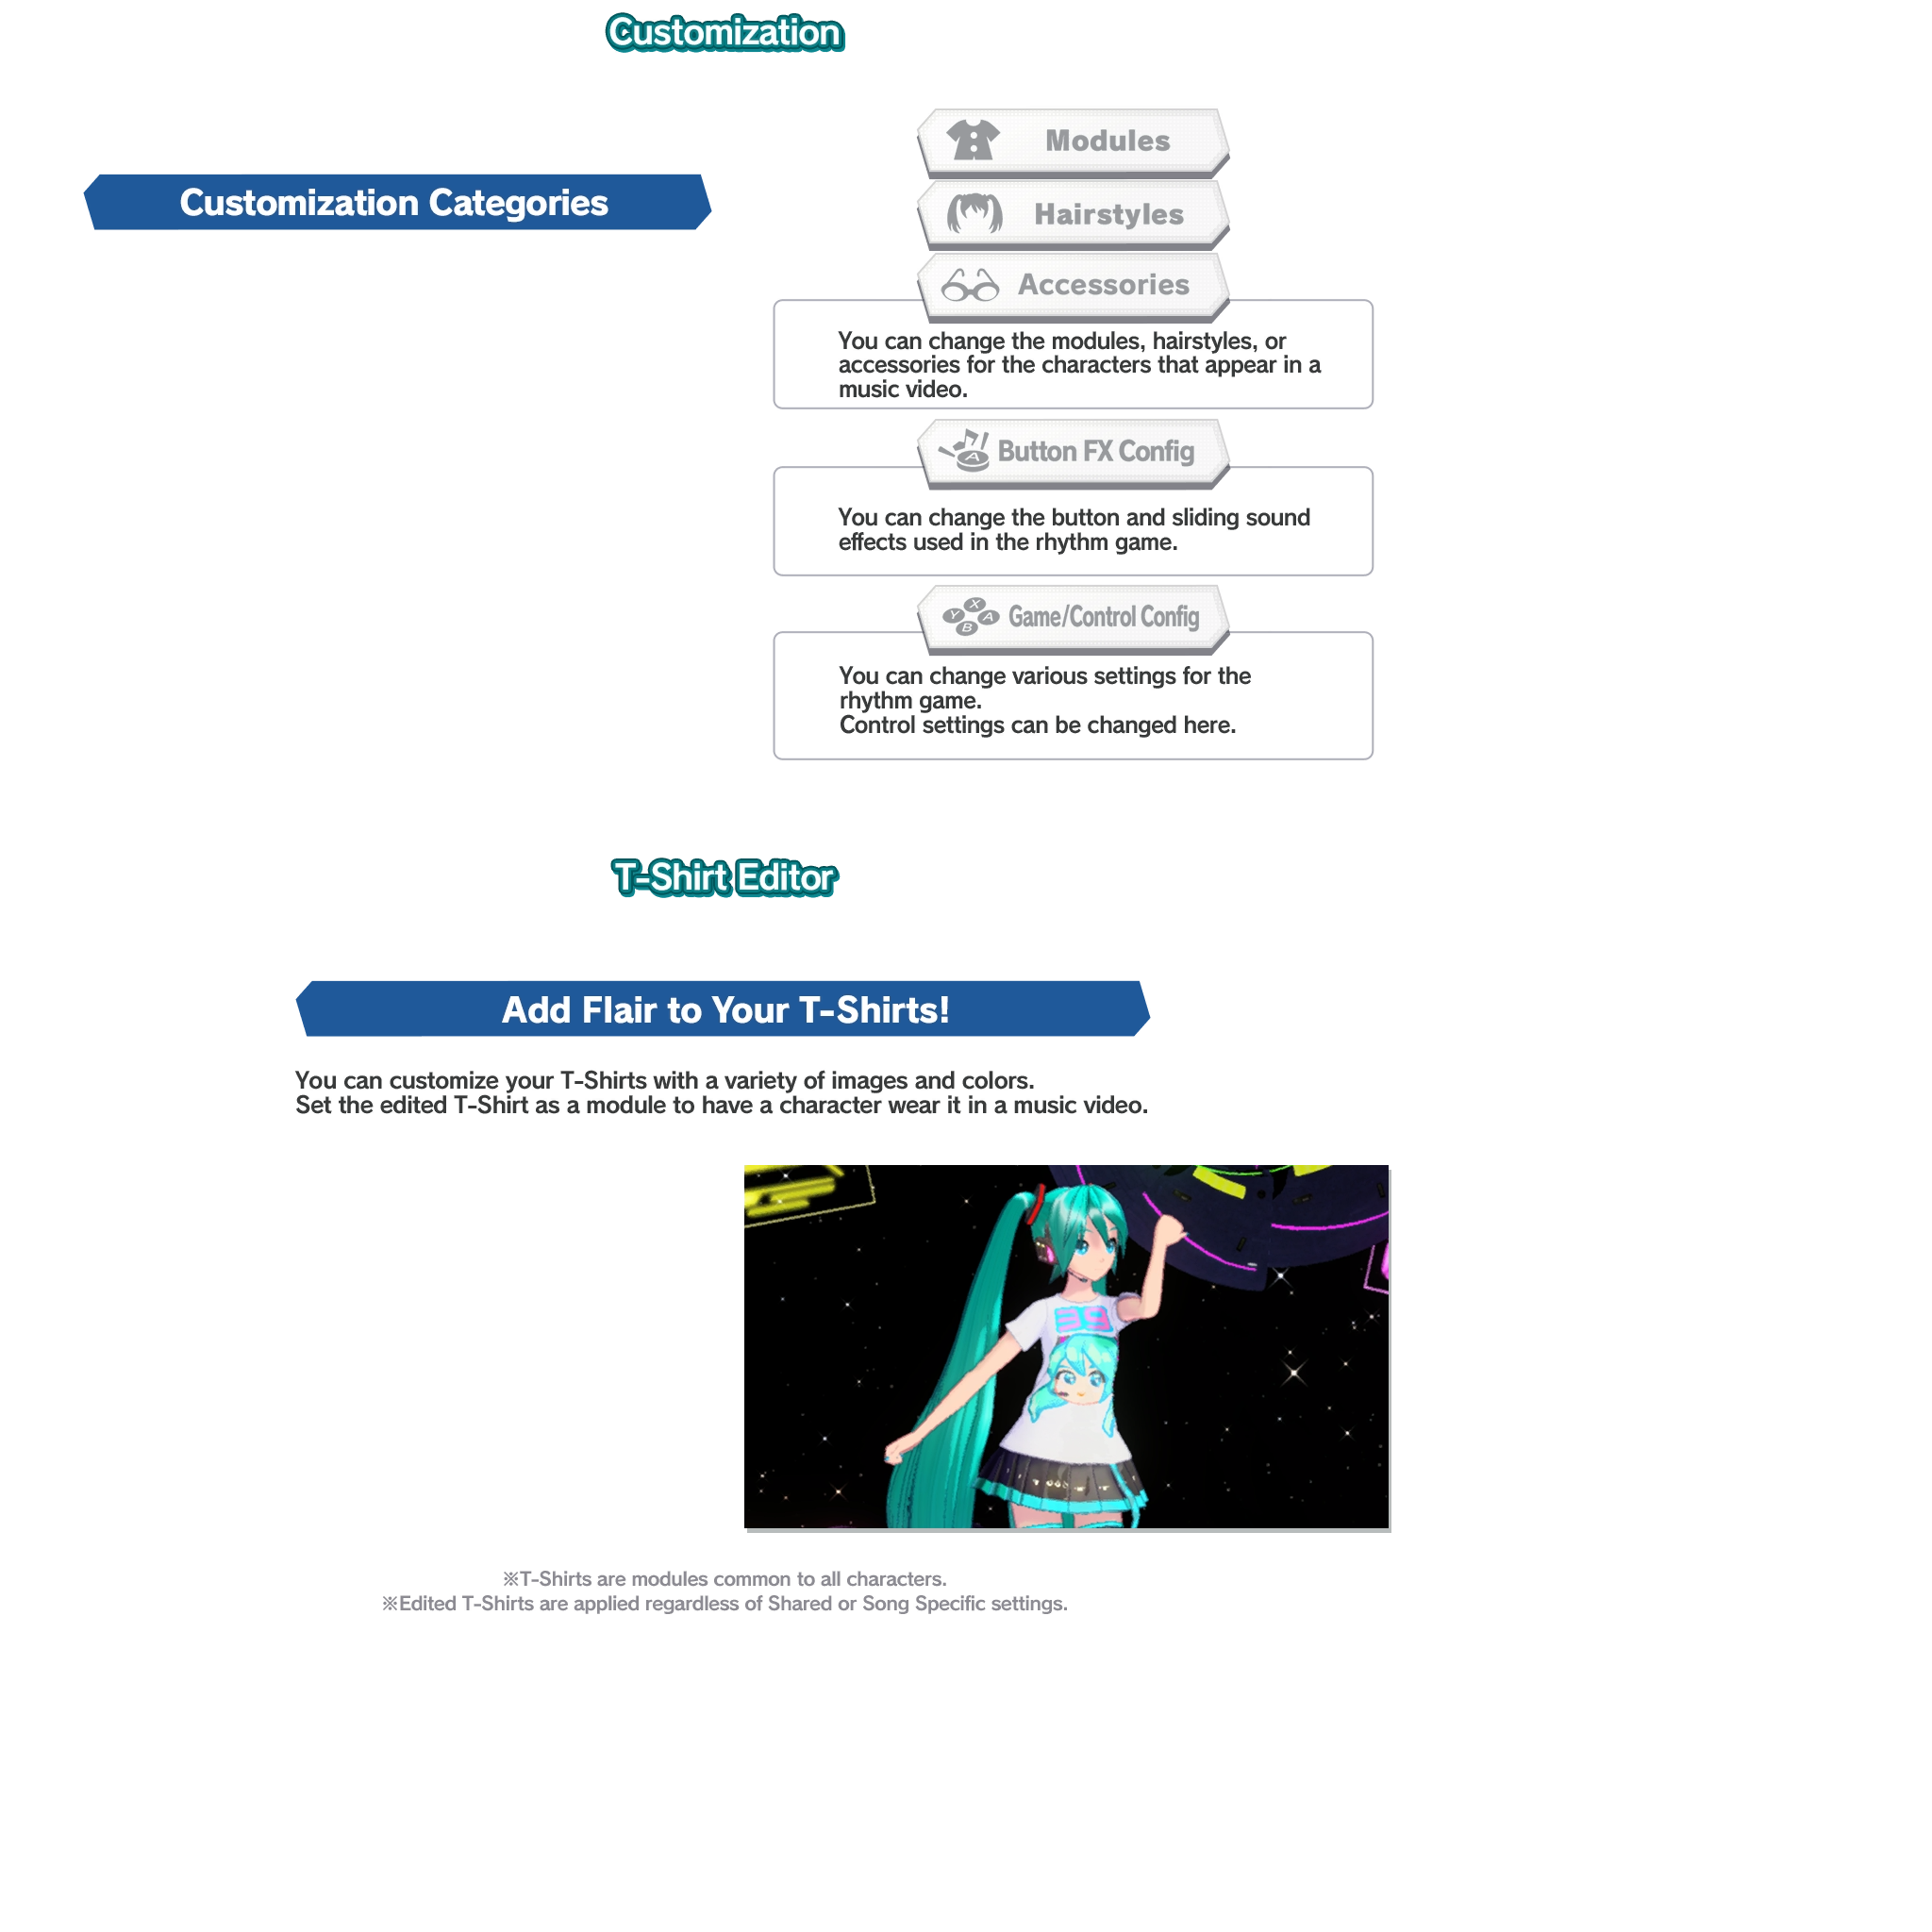 Customization
Customization Categories
Modules
Hairstyles
Accessories
You can change the modules, hairstyles, or
accessories for the characters that appear in a
music video.
A
Button FX Config
You can change the button and sliding sound
effects used in the rhythm game.
X
Y
A
B
Game/Control Config
You can change various settings for the
rhythm game.
Control settings can be changed here.
T-Shirt Editor
Add Flair to Your T-Shirts!
You can customize your T-Shirts with a variety of images and colors.
Set the edited T-Shirt as a module to have a character wear it in a music video.
39
※T-Shirts are modules common to all characters.
※Edited T-Shirts are applied regardless of Shared or Song Specific settings.